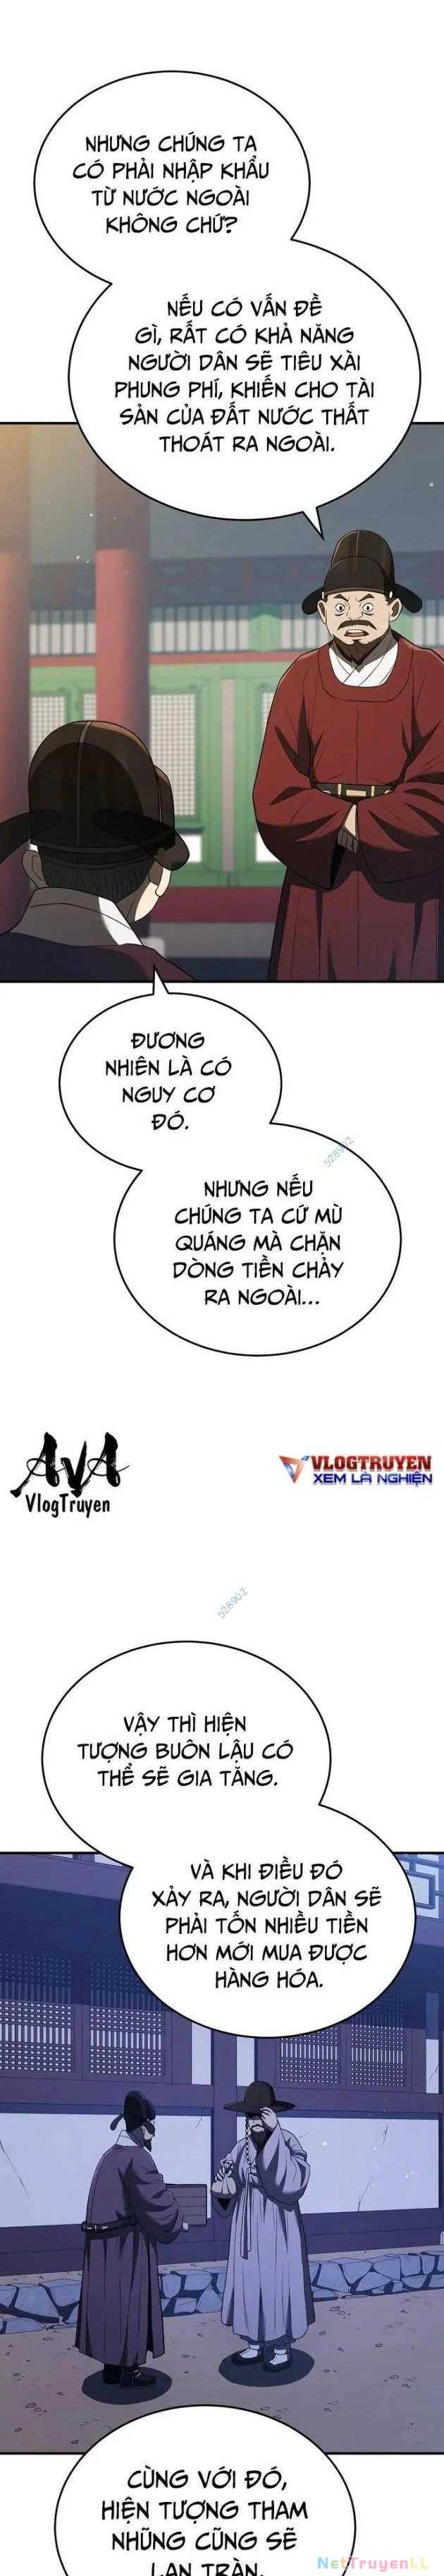 NHƯNG CHÚNG TA
CÓ PHẢI NHẬP KHẨU
TỪ NƯỚC NGOÀI
KHÔNG CHỨ?
NẾU CÓ VẤN ĐỀ
GÌ, RẤT CÓ KHẢ NĂNG
NGƯỜI DÂN SẼ TIÊU XÀI
PHUNG PHÍ, KHIẾN CHO TÀI
SẢN CỦA ĐẤT NƯỚC THẤT
THOÁT RA NGOÀI.
ĐƯƠNG
NHIÊN LÀ CÓ
NGUY CƠ
ĐÓ.
528902
NHƯNG NẾU
CHÚNG TA CỨ MÙ
QUÁNG MÀ CHẶN
DÒNG TIỀN CHẢY
RA NGOÀI...
AVA
VlogTruyen
VLOGTRUYEN
XEM LÀ NGHIỆN
528902
VẬY THÌ HIỆN
TƯỢNG BUÔN LẬU CÓ
THỂ SẼ GIA TĂNG.
VÀ KHI ĐIỀU ĐÓ
XẢY RA, NGƯỜI DÂN SẼ
PHẢI TỐN NHIỀU TIỀN
HƠN MỚI MUA ĐƯỢC
HÀNG HÓA.
CÙNG VỚI ĐÓ,
HIỆN TƯỢNG THAM
NHŨNG CŨNG SẼ
LAN TRÀN.
NetTruyenLL